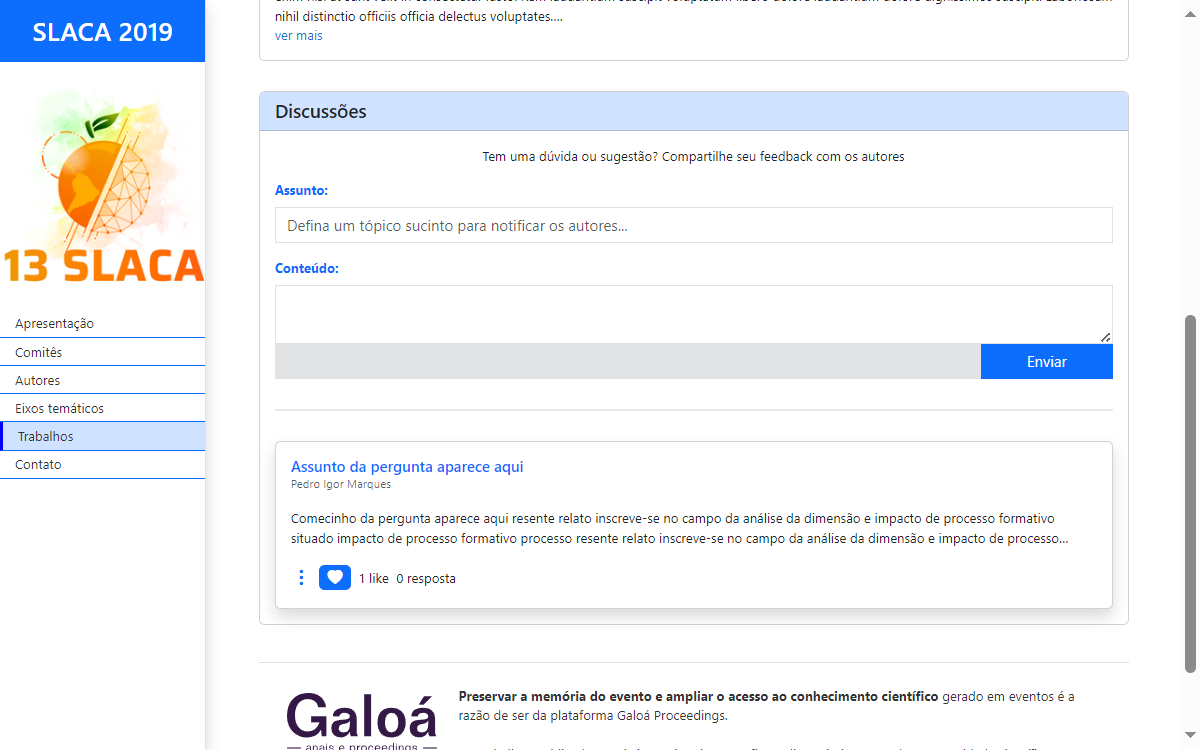 SLACA 2019
13 SLACA
Apresentação
Comitês
Autores
Eixos temáticos
Trabalhos
Contato
nihil distinctio officiis officia delectus voluptates....
ver mais
Discussões
Tem uma dúvida ou sugestão? Compartilhe seu feedback com os autores
Assunto:
Defina um tópico sucinto para notificar os autores...
Conteúdo:
Enviar
Assunto da pergunta aparece aqui
Pedro Igor Marques
Comecinho da pergunta aparece aqui resente relato inscreve-se no campo da análise da dimensão e impacto de processo formativo
situado impacto de processo formativo processo resente relato inscreve-se no campo da análise da dimensão e impacto de processo...
1 like 0 resposta
Galoá
anais e proceedings
Preservar a memória do evento e ampliar o acesso ao conhecimento científico gerado em eventos é a
razão de ser da plataforma Galoá Proceedings.